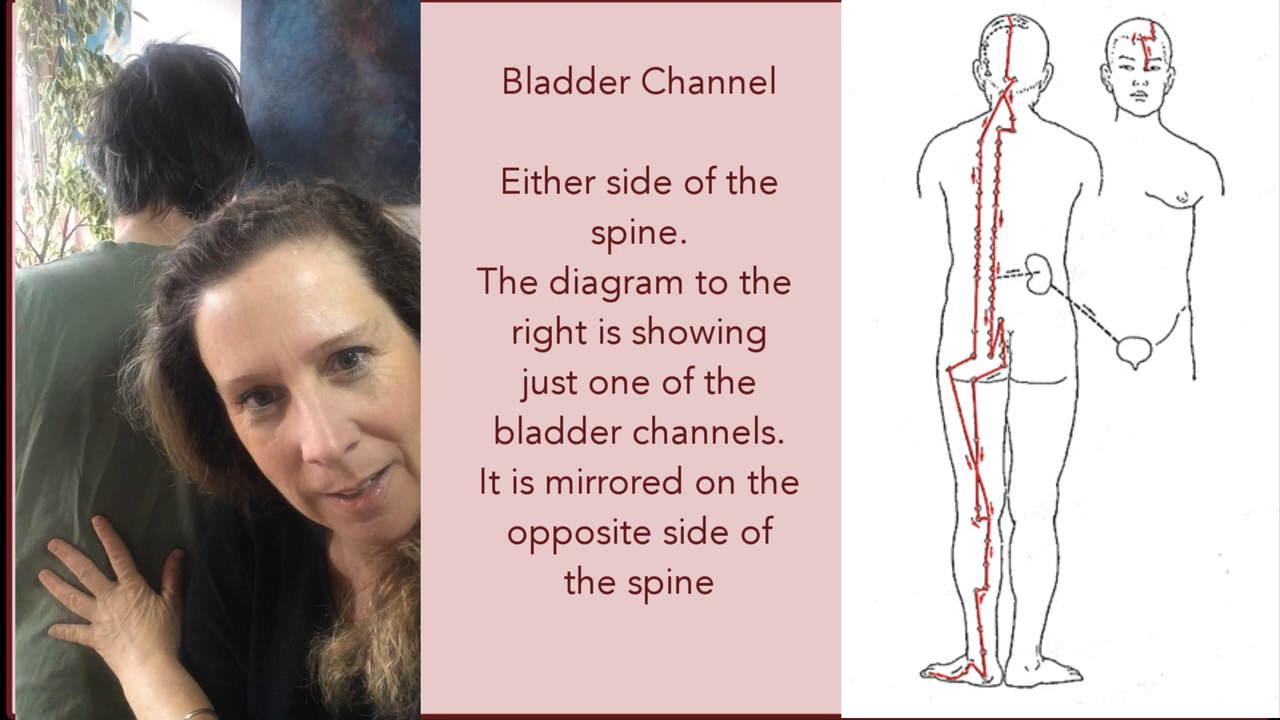 Bladder Channel
Either side of the
spine.
The diagram to the
right is showing
just one of the
bladder channels.
It is mirrored on the
opposite side of
the spine